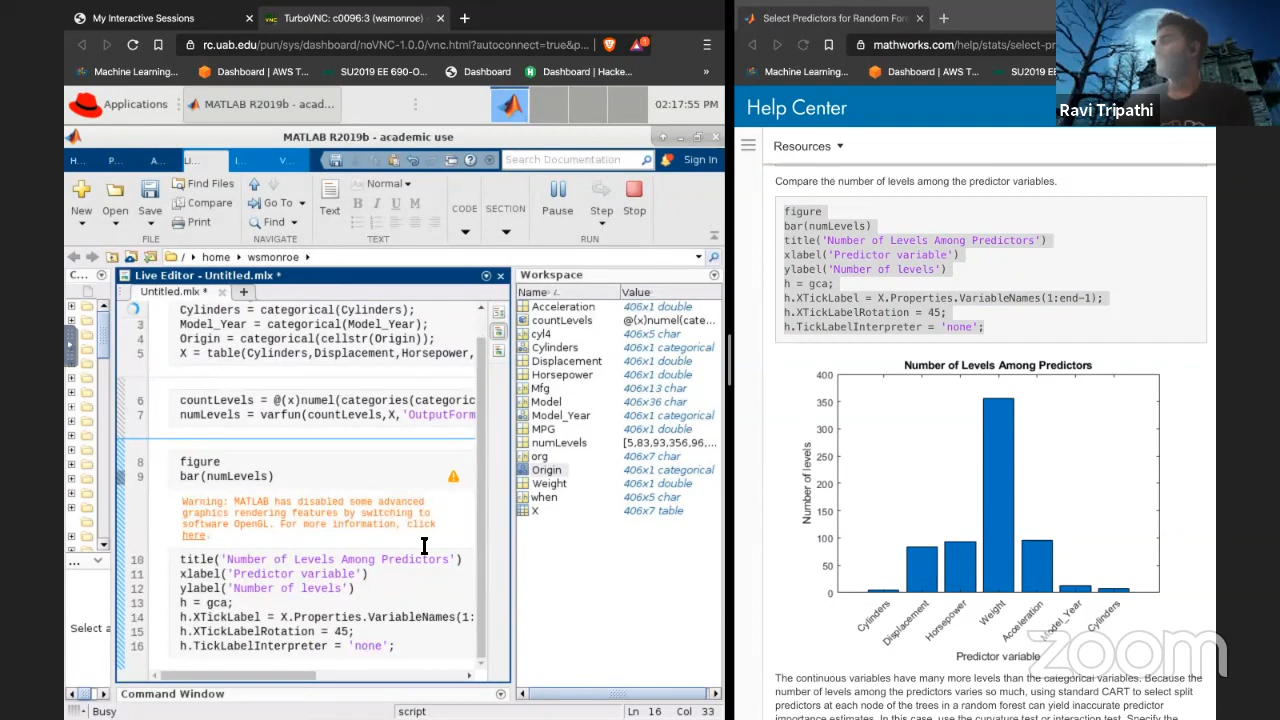 My Interactive Sessions
TurboVNC: c0096:3 (wsmonroe)
rc.uab.edu/pun/sys/dashboard/noVNC-1.0.0/vnc.html?autoconnect=true&p...
Machine Learning...
Dashboard | AWS T...
SU2019 EE 690-O...
Dashboard
Dashboard | Hacke...
»
Applications
MATLAB R2019b - acad...
02:17:55 PM
MATLAB R2019b - academic use
H...
P...
A...
Li...
I...
V...
Search Documentation
Sign In
New
Open
Save
Find Files
Compare
Print
FILE
Go To
Find
NAVIGATE
Text
Normal
B I U M
TEXT
CODE
SECTION
Pause
Step
Stop
RUN
/ home wsmonroe
C...
Live Editor - Untitled.mlx *
Untitled.mlx *
Cylinders = categorical(Cylinders);
3 Model_Year = categorical(Model_Year);
4 Origin = categorical(cellstr(Origin));
5 X = table(Cylinders,Displacement,Horsepower,
6 countLevels = @(x)numel(categories(categoric
7 numLevels = varfun(countLevels,X,'OutputForm
8 figure
9 bar(numLevels)
Warning: MATLAB has disabled some advanced
graphics rendering features by switching to
software OpenGL. For more information, click
here.
10 title('Number of Levels Among Predictors')
11 xlabel('Predictor variable')
12 ylabel('Number of levels')
13 h = gca;
14 h.XTickLabel = X.Properties.VariableNames(1:
15 h.XTickLabelRotation = 45;
16 h.TickLabelInterpreter = 'none';
...
Select a
Command Window
Busy
script
Ln 16 Col 33
Workspace
Name Value
Acceleration 406x1 double
countLevels @(x)numel(cate...
cyl4 406x5 char
Cylinders 406x1 categorical
Displacement 406x1 double
Horsepower 406x1 double
Mfg 406x13 char
Model 406x36 char
Model_Year 406x1 categorical
MPG 406x1 double
numLevels [5,83,93,356,96,...
org 406x7 char
Origin 406x1 categorical
Weight 406x1 double
when 406x5 char
X 406x7 table
Select Predictors for Random For
mathworks.com/help/stats/select-pr
Machine Learning...
Dashboard | AWS T...
SU2019 EE
Ravi Tripathi
Help Center
Resources
Compare the number of levels among the predictor variables.
figure
bar(numLevels)
title('Number of Levels Among Predictors')
xlabel('Predictor variable')
ylabel('Number of levels')
h = gca;
h.XTickLabel = X.Properties.VariableNames(1:end-1);
h.XTickLabelRotation = 45;
h.TickLabelInterpreter = 'none';
Number of Levels Among Predictors
400
350
300
250
200
150
100
50
0
Number of levels
Cylinders
Displacement
Horsepower
Weight
Acceleration
Model_Year
Cylinders
Predictor variable
zoom
The continuous variables have many more levels than the categorical variables. Because the
number of levels among the predictors varies so much, using standard CART to select split
predictors at each node of the trees in a random forest can yield inaccurate predictor
importance estimates. In this case, use the curvature test or interaction test. Specify the